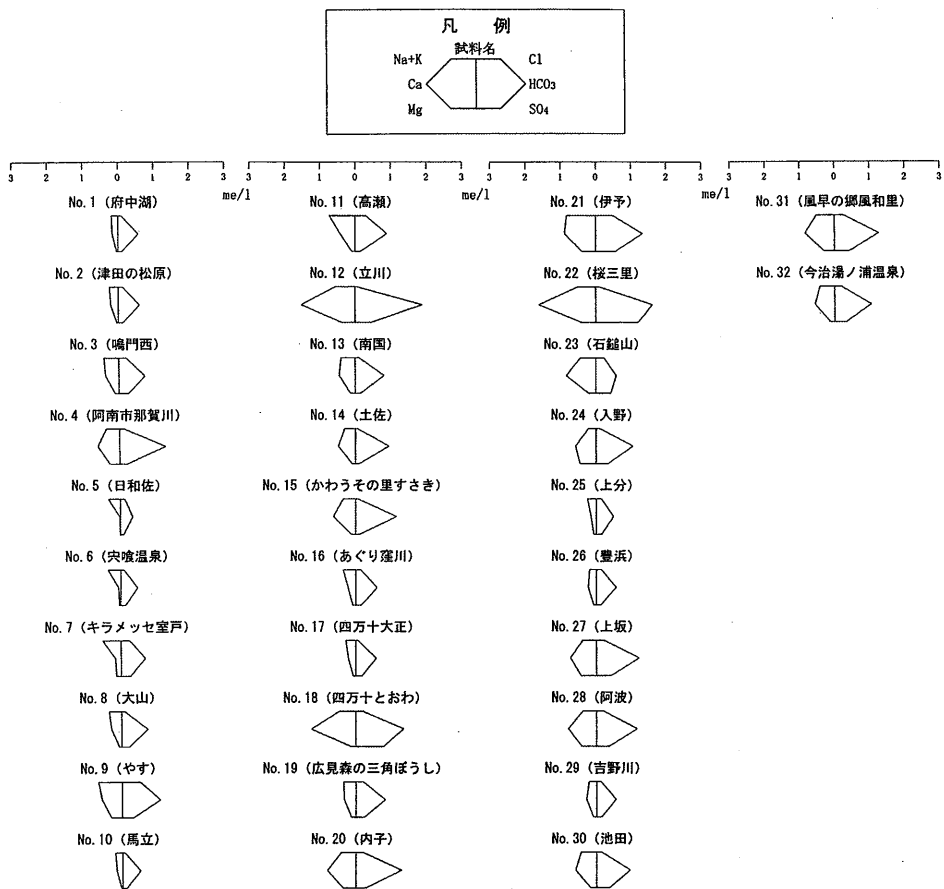 凡 例
試料名
Na+K Cl
Ca HCO₃
Mg SO₄
3 2 1 0 1 2 3 me/l
3 2 1 0 1 2 3 me/l
3 2 1 0 1 2 3 me/l
3 2 1 0 1 2 3
No.1 (府中湖)
No.2 (津田の松原)
No.3 (鳴門西)
No.4 (阿南市那賀川)
No.5 (日和佐)
No.6 (宍喰温泉)
No.7 (キラメッセ室戸)
No.8 (大山)
No.9 (やす)
No.10 (馬立)
No.11 (高瀬)
No.12 (立川)
No.13 (南国)
No.14 (土佐)
No.15 (かわうその里すさき)
No.16 (あぐり窪川)
No.17 (四万十大正)
No.18 (四万十とおわ)
No.19 (広見森の三角ぼうし)
No.20 (内子)
No.21 (伊予)
No.22 (桜三里)
No.23 (石鎚山)
No.24 (入野)
No.25 (上分)
No.26 (豊浜)
No.27 (上坂)
No.28 (阿波)
No.29 (吉野川)
No.30 (池田)
No.31 (風早の郷風和里)
No.32 (今治湯ノ浦温泉)